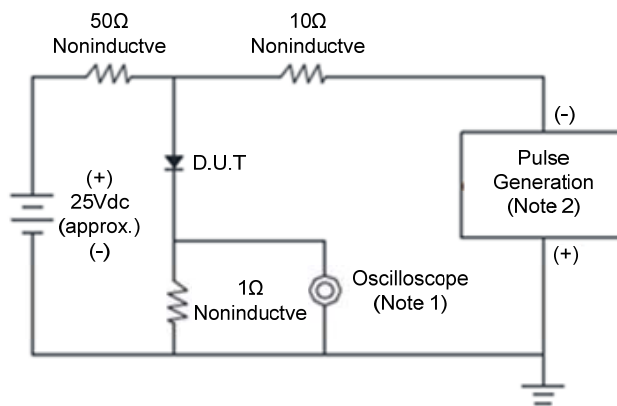 50Ω
Noninductve
10Ω
Noninductve
(-)
D.U.T
Pulse
Generation
(Note 2)
(+)
25Vdc
(approx.)
(-)
(+)
1Ω
Noninductve
Oscilloscope
(Note 1)